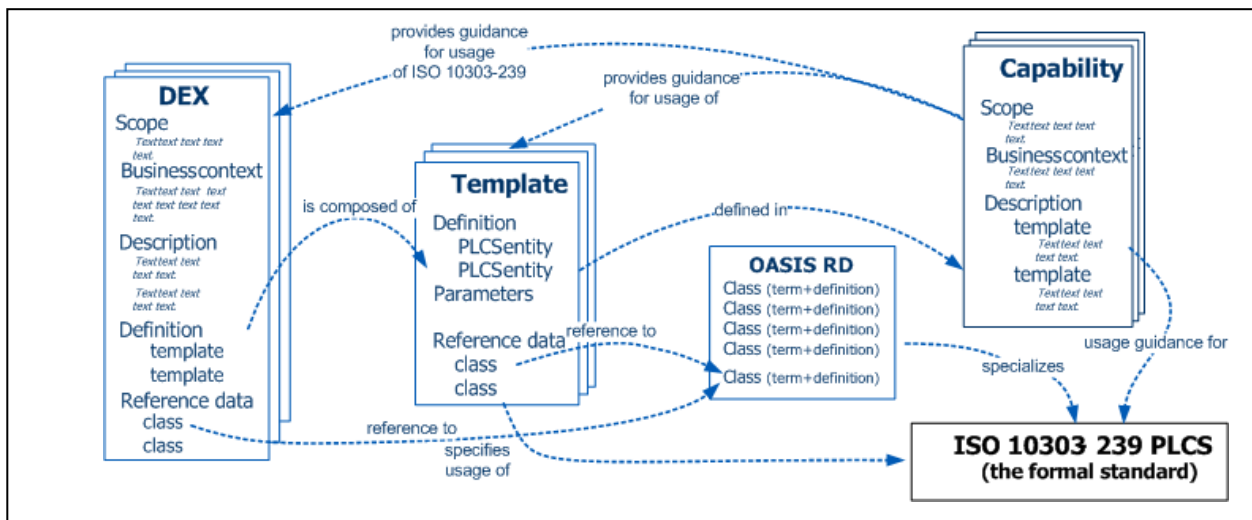 provides guidance
for usage
of ISO 10303-239
provides guidance
for usage of
DEX
Scope
Texttext text text
text.
Businesscontext
Texttext text  text
text text text text
text.
Description
Texttext text
text text.
Texttext text
text text.
Definition
template
template
Reference data
class
class
is composed of
Template
Definition
PLCSentity
PLCSentity
Parameters
Reference data
class
class
defined in
reference to
reference to
specifies
usage of
OASIS RD
Class (term+definition)
Class (term+definition)
Class (term+definition)
Class (term+definition)
Class (term+definition)
Capability
Scope
Texttext text text
text.
Businesscontext
Texttext text text
text.
Description
template
Texttext text
text text.
template
Texttext text
text text.
specializes
usage guidance for
ISO 10303 239 PLCS
(the formal standard)